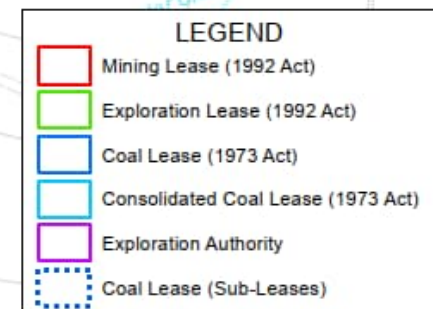 LEGEND
Mining Lease (1992 Act)
Exploration Lease (1992 Act)
Coal Lease (1973 Act)
Consolidated Coal Lease (1973 Act)
Exploration Authority
Coal Lease (Sub-Leases)